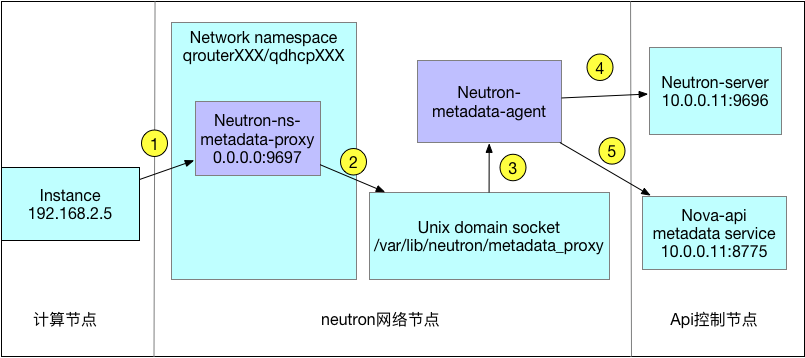 Network namespace
qrouterXXX/qdhcpXXX
Neutron-ns-
metadata-proxy
0.0.0.0:9697
Neutron-
metadata-agent
Neutron-server
10.0.0.11:9696
1
2
3
4
5
Instance
192.168.2.5
Unix domain socket
/var/lib/neutron/metadata_proxy
Nova-api
metadata service
10.0.0.11:8775
计算节点
neutron网络节点
Api控制节点